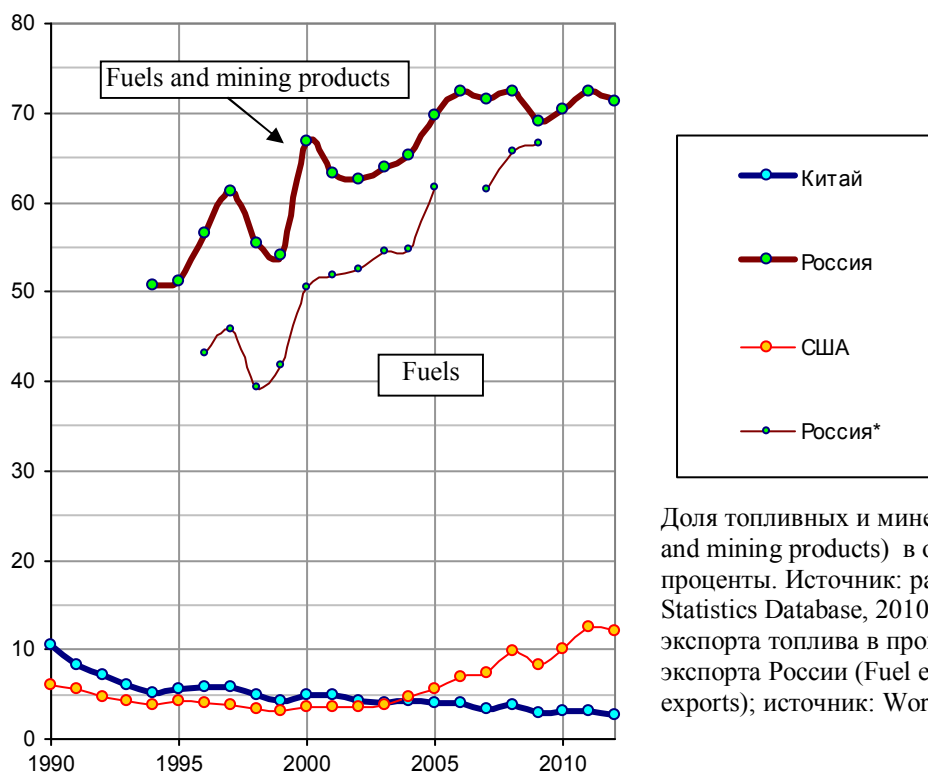 80
Fuels and mining products
70
60
50
40
Fuels
30
20
10
0
1990 1995 2000 2005 2010
Китай
Россия
США
Россия*
Доля топливных и мине
and mining products) в о
проценты. Источник: ра
Statistics Database, 2010
экспорта топлива в про
экспорта России (Fuel e
exports); источник: Wor